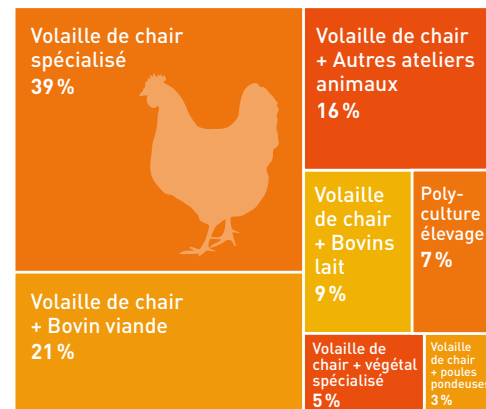 Volaille de chair
spécialisé
39 %
Volaille de chair
+ Autres ateliers
animaux
16 %
Volaille
de chair
+ Bovins
lait
9 %
Poly-
culture
élevage
7 %
Volaille de chair
+ Bovin viande
21 %
Volaille de
chair + végétal
spécialisé
5 %
Volaille
de chair
+ poules
pondeuses
3 %